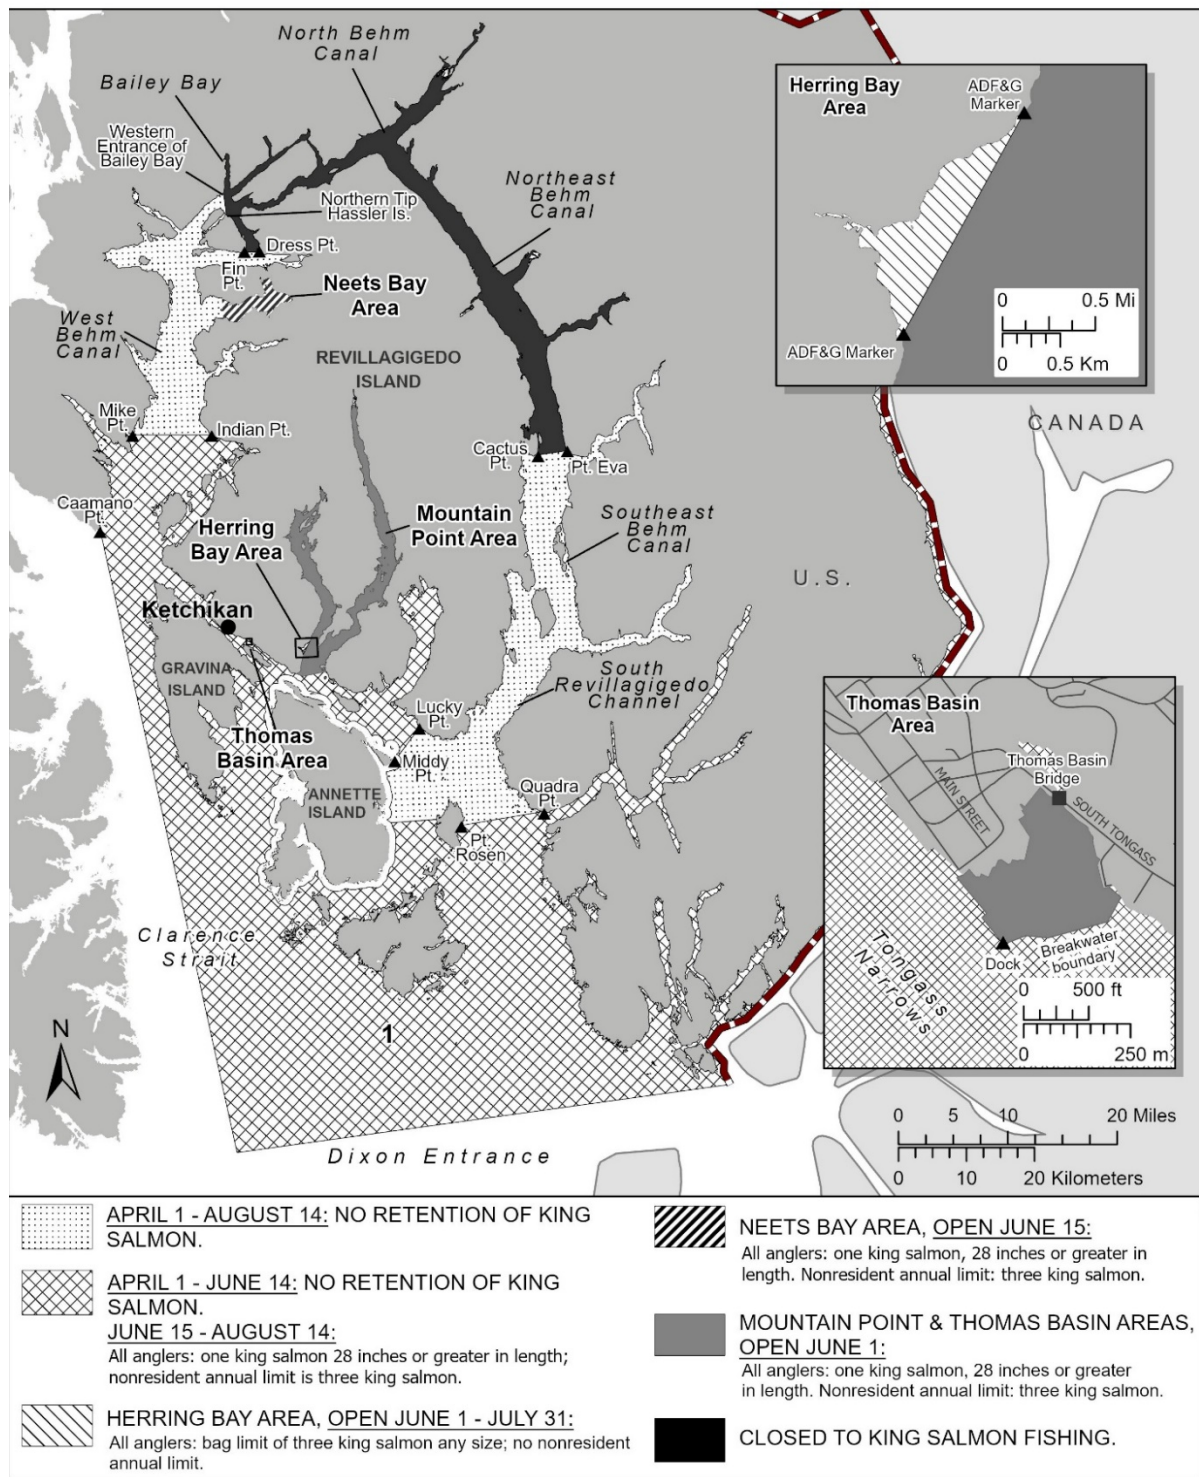 North Behm
Canal
Bailey Bay
Western
Entrance of
Bailey Bay
Northern Tip
Hassler Is.
Northeast
Behm
Canal
Dress Pt.
Fin
Pt.
Neets Bay
Area
West
Behm
Canal
REVILLAGIGEDO
ISLAND
Mike
Pt.
Indian Pt.
Cactus
Pt.
Pt. Eva
Caamano
Pt.
Herring
Bay Area
Mountain
Point Area
Southeast
Behm
Canal
U.S.
CANADA
Ketchikan
GRAVINA
ISLAND
South
Revillagigedo
Channel
Lucky
Pt.
Thomas
Basin Area
Middy
Pt.
ANNETTE
ISLAND
Quadra
Pt.
Pt.
Rosen
Clarence
Strait
1
N
Dixon Entrance
Herring Bay
Area
ADF&G
Marker
0 0.5 Mi
0 0.5 Km
ADF&G Marker
Thomas Basin
Area
Thomas Basin
Bridge
MAIN STREET
SOUTH TONGASS
Tongass
Narrows
Dock
Breakwater
boundary
0 500 ft
0 250 m
0 5 10 20 Miles
0 10 20 Kilometers
APRIL 1 - AUGUST 14: NO RETENTION OF KING
SALMON.
APRIL 1 - JUNE 14: NO RETENTION OF KING
SALMON.
JUNE 15 - AUGUST 14:
All anglers: one king salmon 28 inches or greater in length;
nonresident annual limit is three king salmon.
HERRING BAY AREA, OPEN JUNE 1 - JULY 31:
All anglers: bag limit of three king salmon any size; no nonresident
annual limit.
NEETS BAY AREA, OPEN JUNE 15:
All anglers: one king salmon, 28 inches or greater in
length. Nonresident annual limit: three king salmon.
MOUNTAIN POINT & THOMAS BASIN AREAS,
OPEN JUNE 1:
All anglers: one king salmon, 28 inches or greater
in length. Nonresident annual limit: three king salmon.
CLOSED TO KING SALMON FISHING.